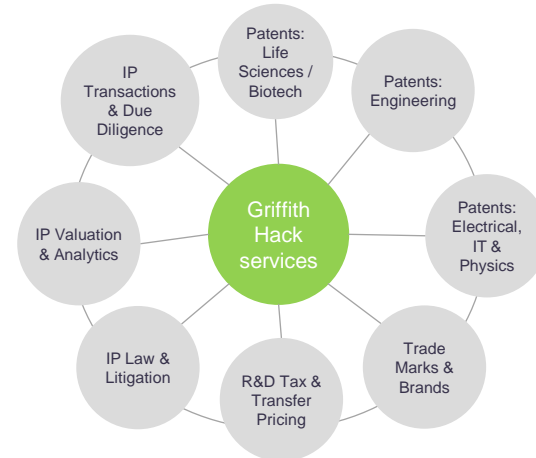 Patents:
Life
Sciences /
Biotech
Patents:
Engineering
Patents:
Electrical,
IT &
Physics
Trade
Marks &
Brands
R&D Tax &
Transfer
Pricing
IP Law &
Litigation
IP Valuation
& Analytics
IP
Transactions
& Due
Diligence
Griffith
Hack
services